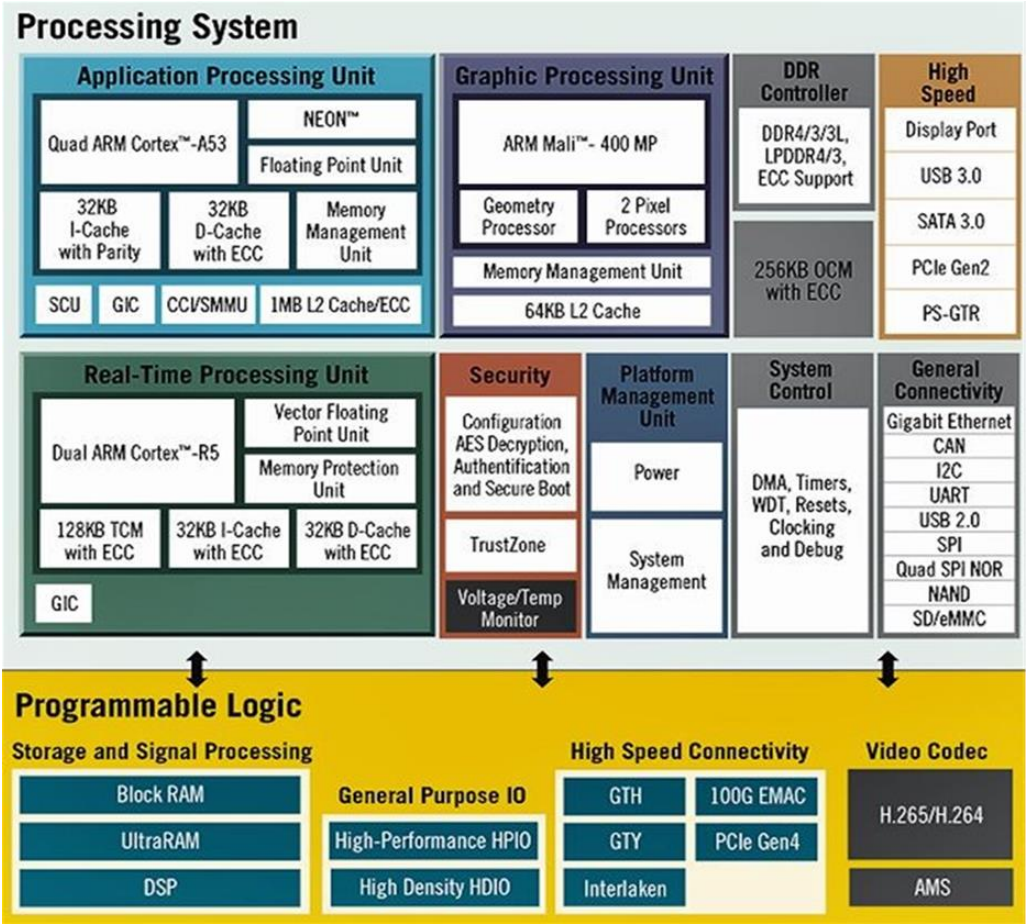 Processing System
Application Processing Unit
Quad ARM Cortex™-A53
NEON™
Floating Point Unit
32KB
I-Cache
with Parity
32KB
D-Cache
with ECC
Memory
Management
Unit
SCU
GIC
CCI/SMMU
1MB L2 Cache/ECC
Graphic Processing Unit
ARM Mali™- 400 MP
Geometry
Processor
2 Pixel
Processors
Memory Management Unit
64KB L2 Cache
DDR
Controller
DDR4/3/3L,
LPDDR4/3,
ECC Support
256KB OCM
with ECC
High
Speed
Display Port
USB 3.0
SATA 3.0
PCIe Gen2
PS-GTR
Real-Time Processing Unit
Dual ARM Cortex™-R5
Vector Floating
Point Unit
Memory Protection
Unit
128KB TCM
with ECC
32KB I-Cache
with ECC
32KB D-Cache
with ECC
GIC
Security
Configuration
AES Decryption,
Authentification
and Secure Boot
TrustZone
Voltage/Temp
Monitor
Platform
Management
Unit
Power
System
Management
System
Control
DMA, Timers,
WDT, Resets,
Clocking
and Debug
General
Connectivity
Gigabit Ethernet
CAN
I2C
UART
USB 2.0
SPI
Quad SPI NOR
NAND
SD/eMMC
Programmable Logic
Storage and Signal Processing
Block RAM
UltraRAM
DSP
General Purpose IO
High-Performance HPIO
High Density HDIO
High Speed Connectivity
GTH
100G EMAC
GTY
PCIe Gen4
Interlaken
Video Codec
H.265/H.264
AMS